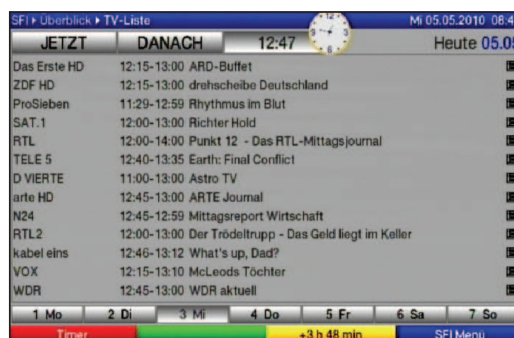 SFI ▸ Überblick ▸ TV-Liste Mi 05.05.2010 08:4
JETZT DANACH 12:47 Heute 05.05
Das Erste HD 12:15-13:00 ARD-Buffet
ZDF HD 12:15-13:00 drehscheibe Deutschland
ProSieben 11:29-12:59 Rhythmus im Blut
SAT.1 12:00-13:00 Richter Hold
RTL 12:00-14:00 Punkt 12 - Das RTL-Mittagsjournal
TELE 5 12:40-13:35 Earth: Final Conflict
D VIERTE 11:00-13:00 Astro TV
arte HD 12:45-13:00 ARTE Journal
N24 12:45-12:59 Mittagsreport Wirtschaft
RTL2 12:00-13:00 Der Trödeltrupp - Das Geld liegt im Keller
kabel eins 12:46-13:12 What's up, Dad?
VOX 12:15-13:10 McLeods Töchter
WDR 12:45-13:00 WDR aktuell
1 Mo 2 Di 3 Mi 4 Do 5 Fr 6 Sa 7 So
Timer +3 h 48 min SFI Menü